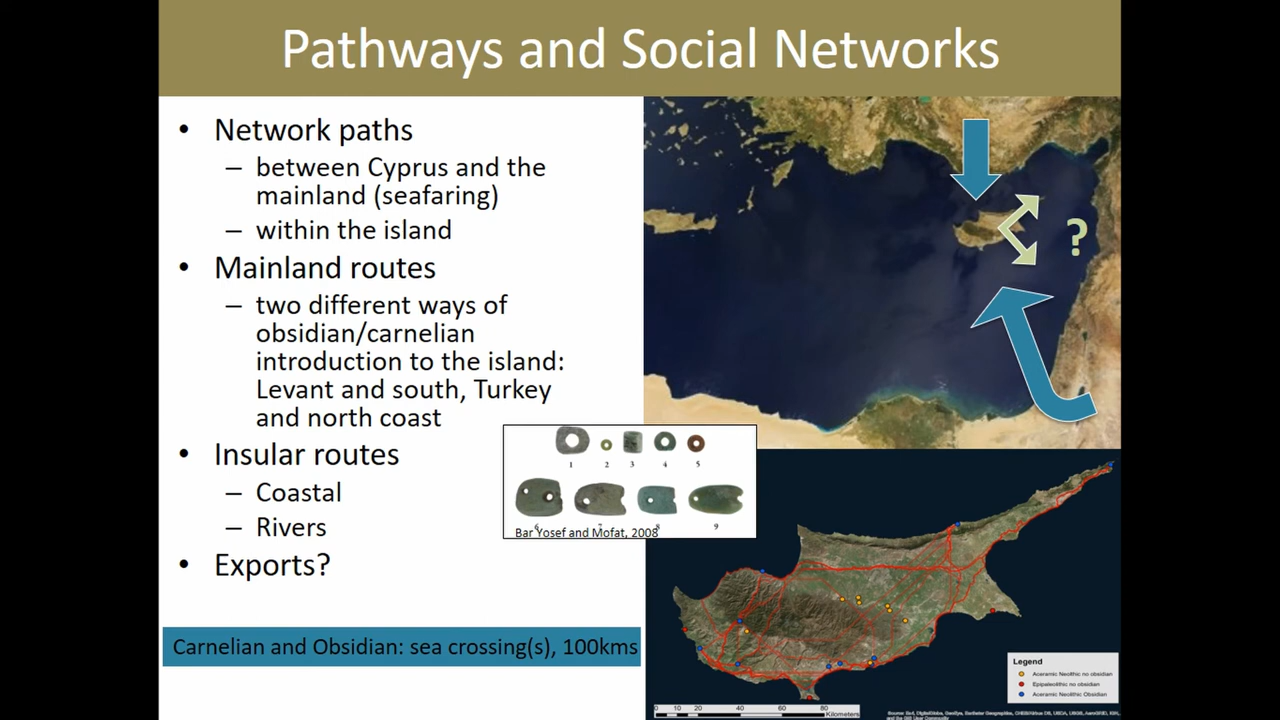 Pathways and Social Networks
• Network paths
– between Cyprus and the
mainland (seafaring)
– within the island
• Mainland routes
– two different ways of
obsidian/carnelian
introduction to the island:
Levant and south, Turkey
and north coast
• Insular routes
– Coastal
– Rivers
• Exports?
Carnelian and Obsidian: sea crossing(s), 100kms
?
1 2 3 4 5
6 7 8 9
Bar Yosef and Mofat, 2008
Legend
Aceramic Neolithic no obsidian
Epipaleolithic no obsidian
Aceramic Neolithic Obsidian
0 10 20 40 60 80
Kilometers